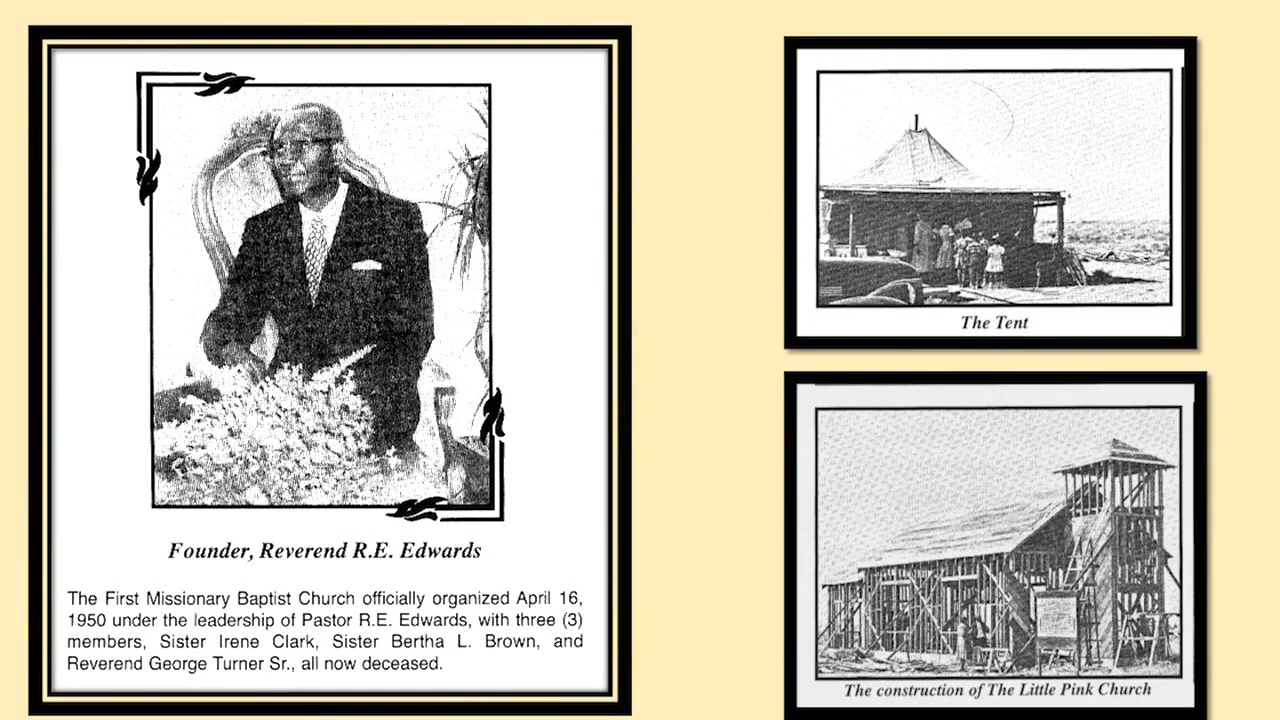 Founder, Reverend R.E. Edwards
The First Missionary Baptist Church officially organized April 16,
1950 under the leadership of Pastor R.E. Edwards, with three (3)
members, Sister Irene Clark, Sister Bertha L. Brown, and
Reverend George Turner Sr., all now deceased.
The Tent
The construction of The Little Pink Church